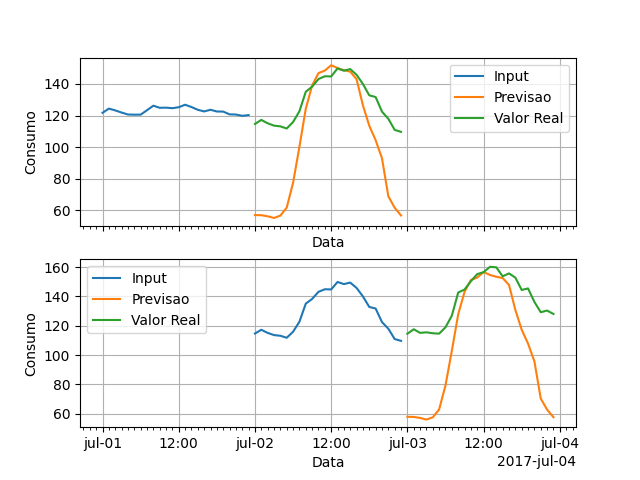 140
120
100
80
60
Consumo
Input
Previsao
Valor Real
Data
160
140
120
100
80
60
Consumo
Input
Previsao
Valor Real
jul-01
12:00
jul-02
12:00
jul-03
12:00
jul-04
Data
2017-jul-04